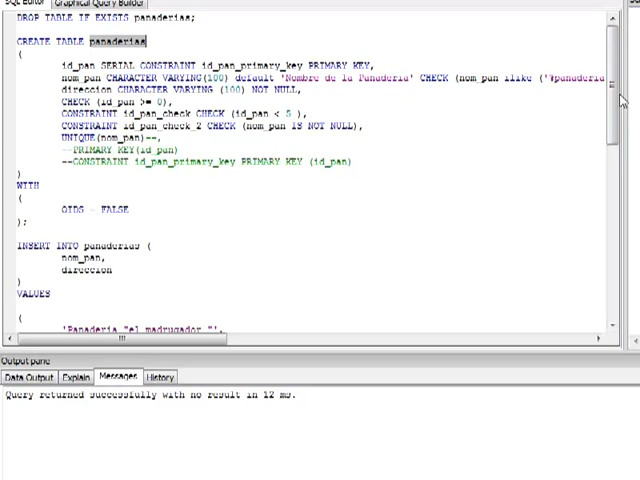 SQL Editor Graphical Query Builder
DROP TABLE IF EXISTS panaderias;
CREATE TABLE panaderias
(
id_pan SERIAL CONSTRAINT id_pan_primary_key PRIMARY KEY,
nom_pan CHARACTER VARYING(100) default 'Nombre de la Panaderia' CHECK (nom_pan ilike ('%panaderia
direccion CHARACTER VARYING (100) NOT NULL,
CHECK (id_pan >= 0),
CONSTRAINT id_pan_check CHECK (id_pan < 5 ),
CONSTRAINT id_pan_check_2 CHECK (nom_pan IS NOT NULL),
UNIQUE(nom_pan)--,
--PRIMARY KEY(id_pan)
--CONSTRAINT id_pan_primary_key PRIMARY KEY (id_pan)
)
WITH
(
OIDS = FALSE
);
INSERT INTO panaderias (
nom_pan,
direccion
)
VALUES
(
'Panaderia "el madrugador "',
Output pane
Data Output Explain Messages History
Query returned successfully with no result in 12 ms.